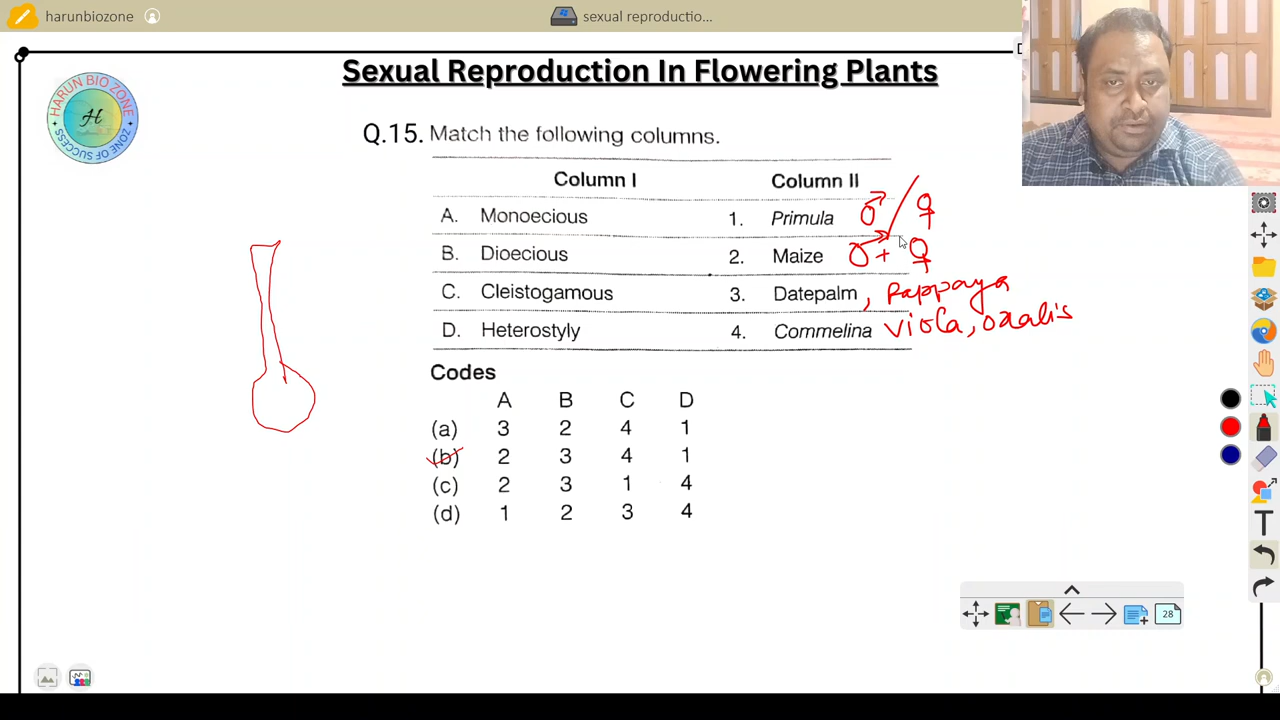 harunbiozone
sexual reproductio...
Sexual Reproduction In Flowering Plants
HARUN BIO ZONE
H
ZONE OF SUCCESS
Q.15. Match the following columns.
Column I Column II
A. Monoecious 1. Primula ♂ / ♀
B. Dioecious 2. Maize ♂ + ♀
C. Cleistogamous 3. Datepalm , Pappaya
D. Heterostyly 4. Commelina viola, oxalis
Codes
A B C D
(a) 3 2 4 1
(b) 2 3 4 1
(c) 2 3 1 4
(d) 1 2 3 4
28